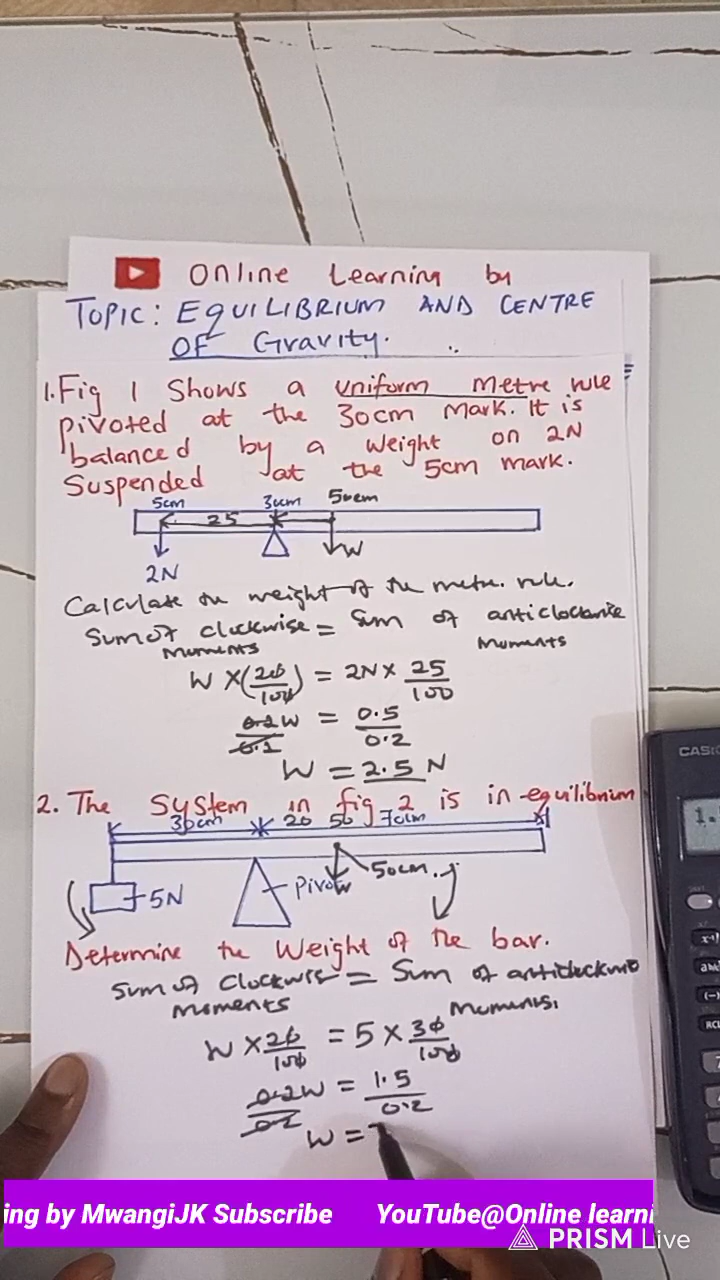 Online Learning by
TOPIC: EQUILIBRIUM AND CENTRE
OF Gravity.
1. Fig 1 Shows a uniform metre rule
pivoted at the 30cm mark. It is
balanced by a weight on 2N
Suspended at the 5cm mark.
5cm 30cm 50cm
25
W
2N
Calculate the weight of the metre rule.
Sum of clockwise = Sum of anticlockwise
Moments Moments
W × (20/100) = 2N × 25/100
0.2W/0.2 = 0.5/0.2
W = 2.5 N
2. The System in fig 2 is in equilibrium
30cm 20 50 70cm
50cm.
5N Pivot W
Determine the Weight of the bar.
Sum of Clockwise = Sum of anticlockwise
Moments Moments.
W × 20/100 = 5 × 30/100
0.2W/0.2 = 1.5/0.2
W =
CASIO
1.
x-1
abc
(-)
RCL
ing by MwangiJK Subscribe YouTube@Online learni
PRISM Live